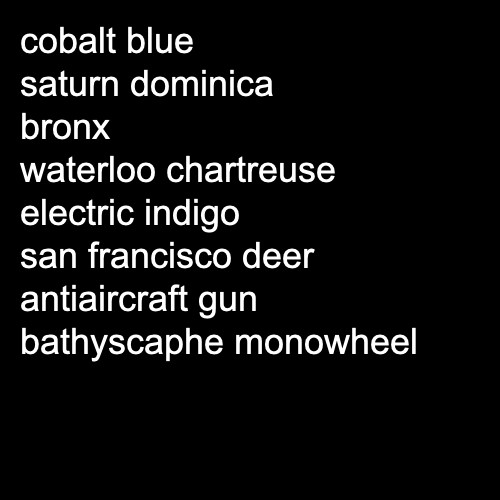 cobalt blue
saturn dominica
bronx
waterloo chartreuse
electric indigo
san francisco deer
antiaircraft gun
bathyscaphe monowheel